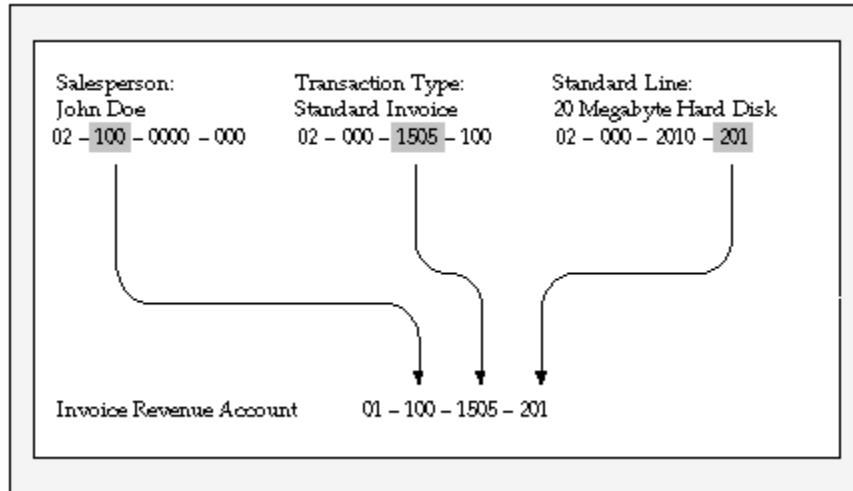 Salesperson:
John Doe
02 – 100 – 0000 – 000
Transaction Type:
Standard Invoice
02 – 000 – 1505 – 100
Standard Line:
20 Megabyte Hard Disk
02 – 000 – 2010 – 201
Invoice Revenue Account 01 – 100 – 1505 – 201